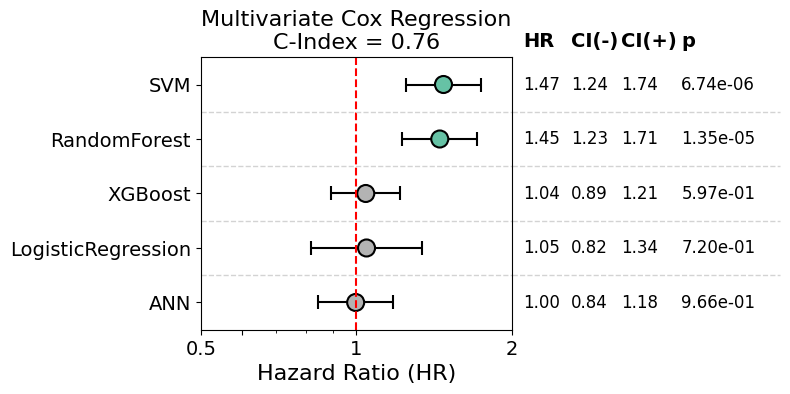 Multivariate Cox Regression
C-Index = 0.76
HR CI(-) CI(+) p
SVM 1.47 1.24 1.74 6.74e-06
RandomForest 1.45 1.23 1.71 1.35e-05
XGBoost 1.04 0.89 1.21 5.97e-01
LogisticRegression 1.05 0.82 1.34 7.20e-01
ANN 1.00 0.84 1.18 9.66e-01
0.5 1 2
Hazard Ratio (HR)